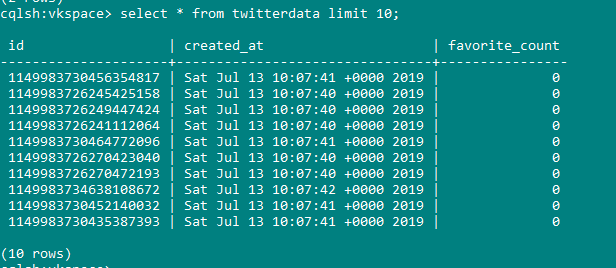 (2 rows)
cqlsh:vkspace> select * from twitterdata limit 10;
id | created_at | favorite_count
---------------------+--------------------------------+----------------
1149983730456354817 | Sat Jul 13 10:07:41 +0000 2019 | 0
1149983726245425158 | Sat Jul 13 10:07:40 +0000 2019 | 0
1149983726249447424 | Sat Jul 13 10:07:40 +0000 2019 | 0
1149983726241112064 | Sat Jul 13 10:07:40 +0000 2019 | 0
1149983730464772096 | Sat Jul 13 10:07:41 +0000 2019 | 0
1149983726270423040 | Sat Jul 13 10:07:40 +0000 2019 | 0
1149983726270472193 | Sat Jul 13 10:07:40 +0000 2019 | 0
1149983734638108672 | Sat Jul 13 10:07:42 +0000 2019 | 0
1149983730452140032 | Sat Jul 13 10:07:41 +0000 2019 | 0
1149983730435387393 | Sat Jul 13 10:07:41 +0000 2019 | 0
(10 rows)
cqlsh:vkspace>